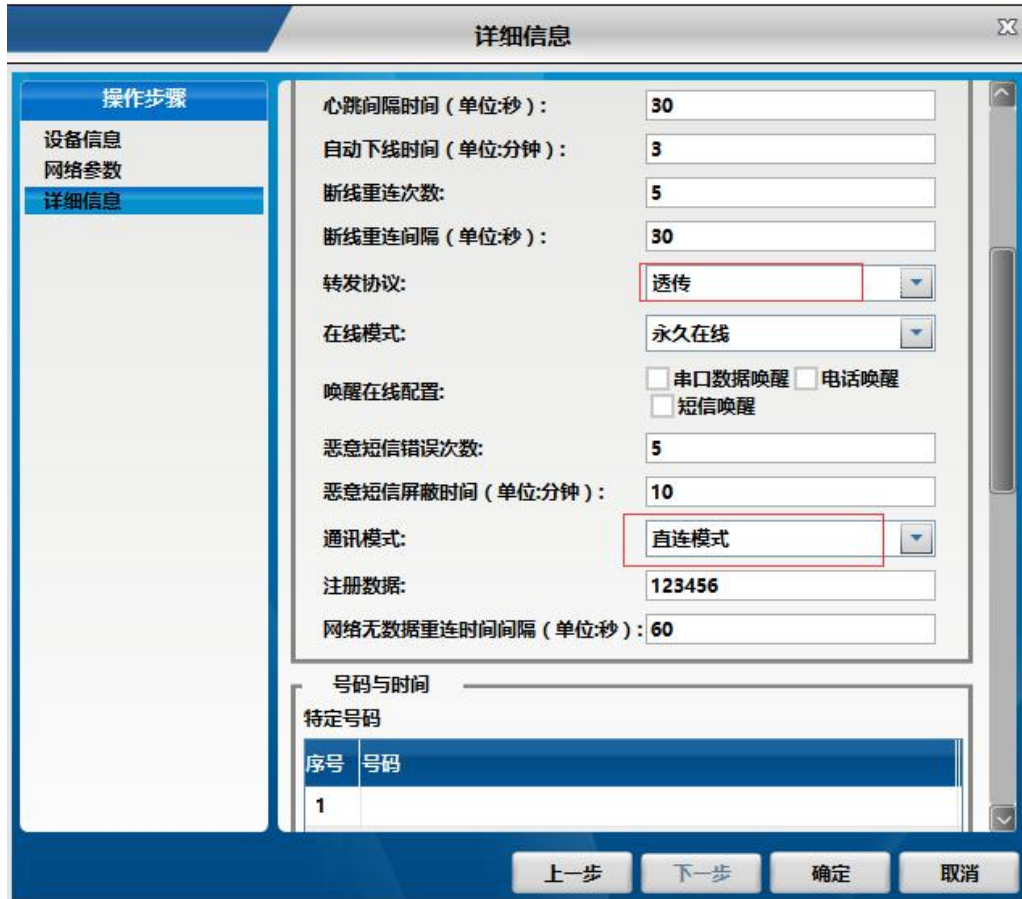 详细信息
操作步骤
设备信息
网络参数
详细信息
心跳间隔时间（单位:秒）: 30
自动下线时间（单位:分钟）: 3
断线重连次数: 5
断线重连间隔（单位:秒）: 30
转发协议: 透传
在线模式: 永久在线
唤醒在线配置: 串口数据唤醒 电话唤醒
短信唤醒
恶意短信错误次数: 5
恶意短信屏蔽时间（单位:分钟）: 10
通讯模式: 直连模式
注册数据: 123456
网络无数据重连时间间隔（单位:秒）: 60
号码与时间
特定号码
序号 号码
1
上一步 下一步 确定 取消